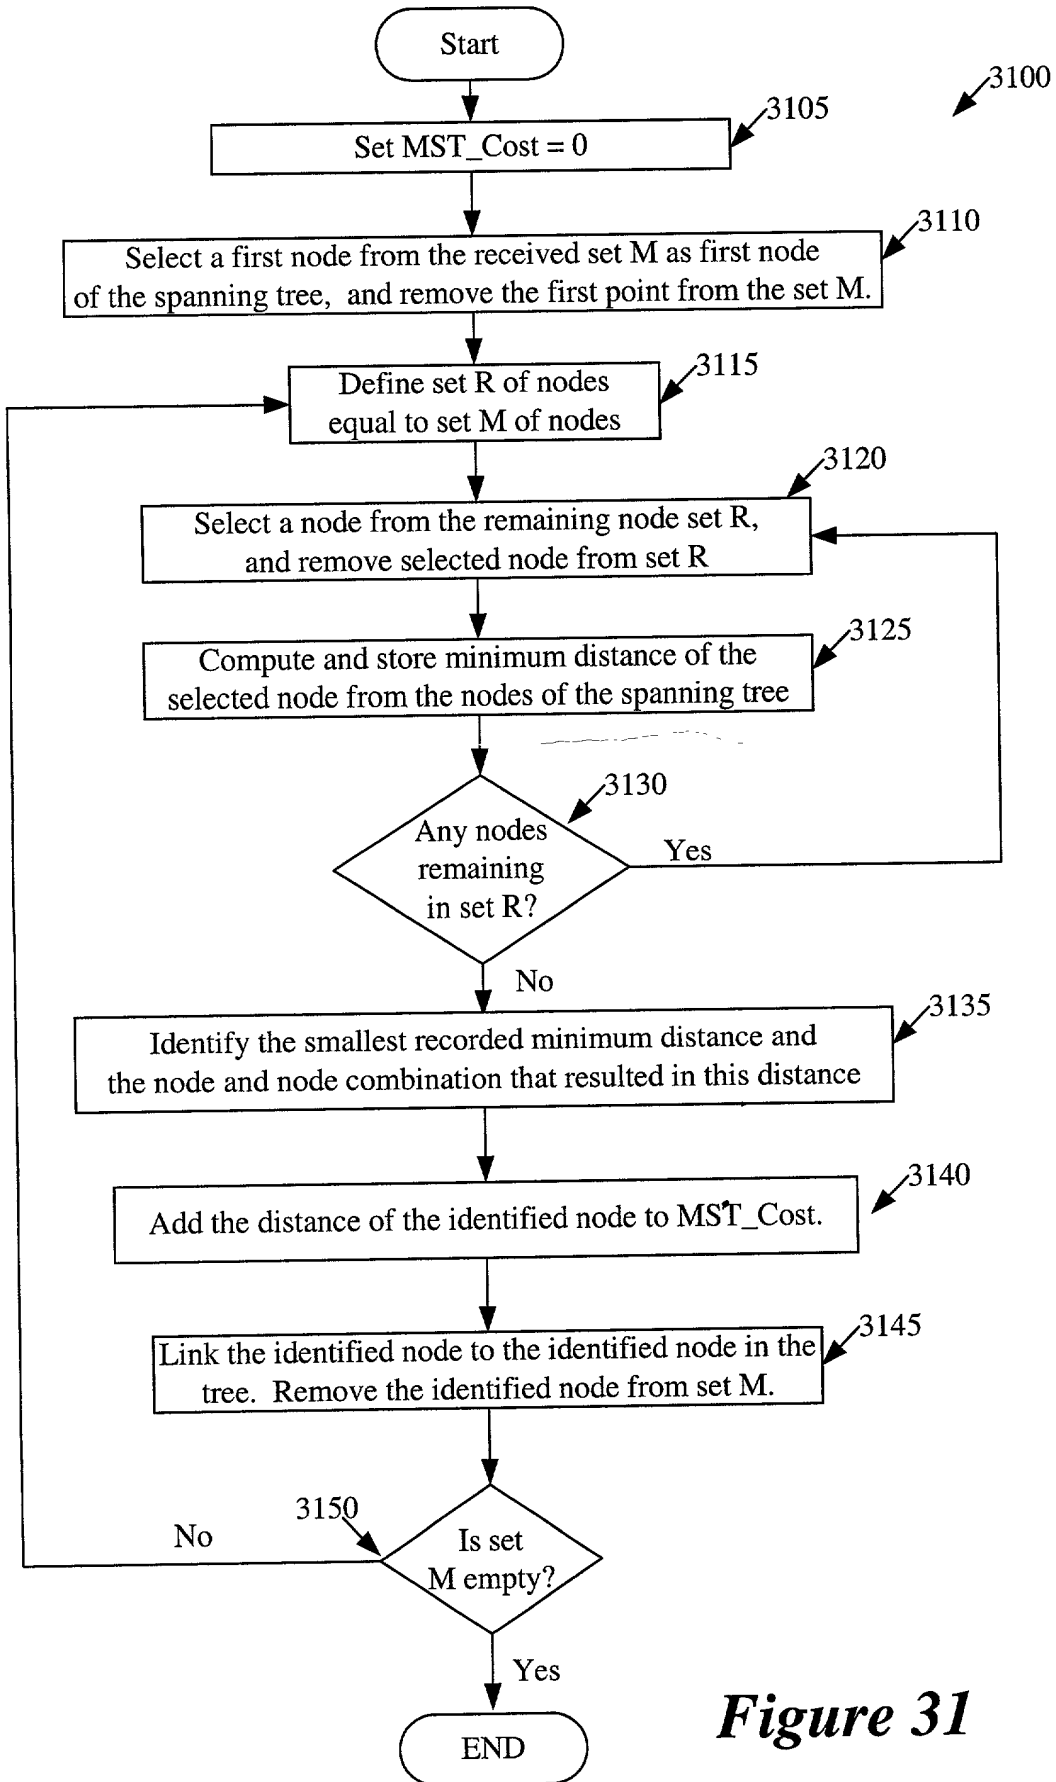 Start
3100
3105
Set MST_Cost = 0
3110
Select a first node from the received set M as first node
of the spanning tree, and remove the first point from the set M.
3115
Define set R of nodes
equal to set M of nodes
3120
Select a node from the remaining node set R,
and remove selected node from set R
3125
Compute and store minimum distance of the
selected node from the nodes of the spanning tree
3130
Any nodes
remaining
in set R?
Yes
No
3135
Identify the smallest recorded minimum distance and
the node and node combination that resulted in this distance
3140
Add the distance of the identified node to MST_Cost.
3145
Link the identified node to the identified node in the
tree. Remove the identified node from set M.
3150
No
Is set
M empty?
Yes
END
Figure 31